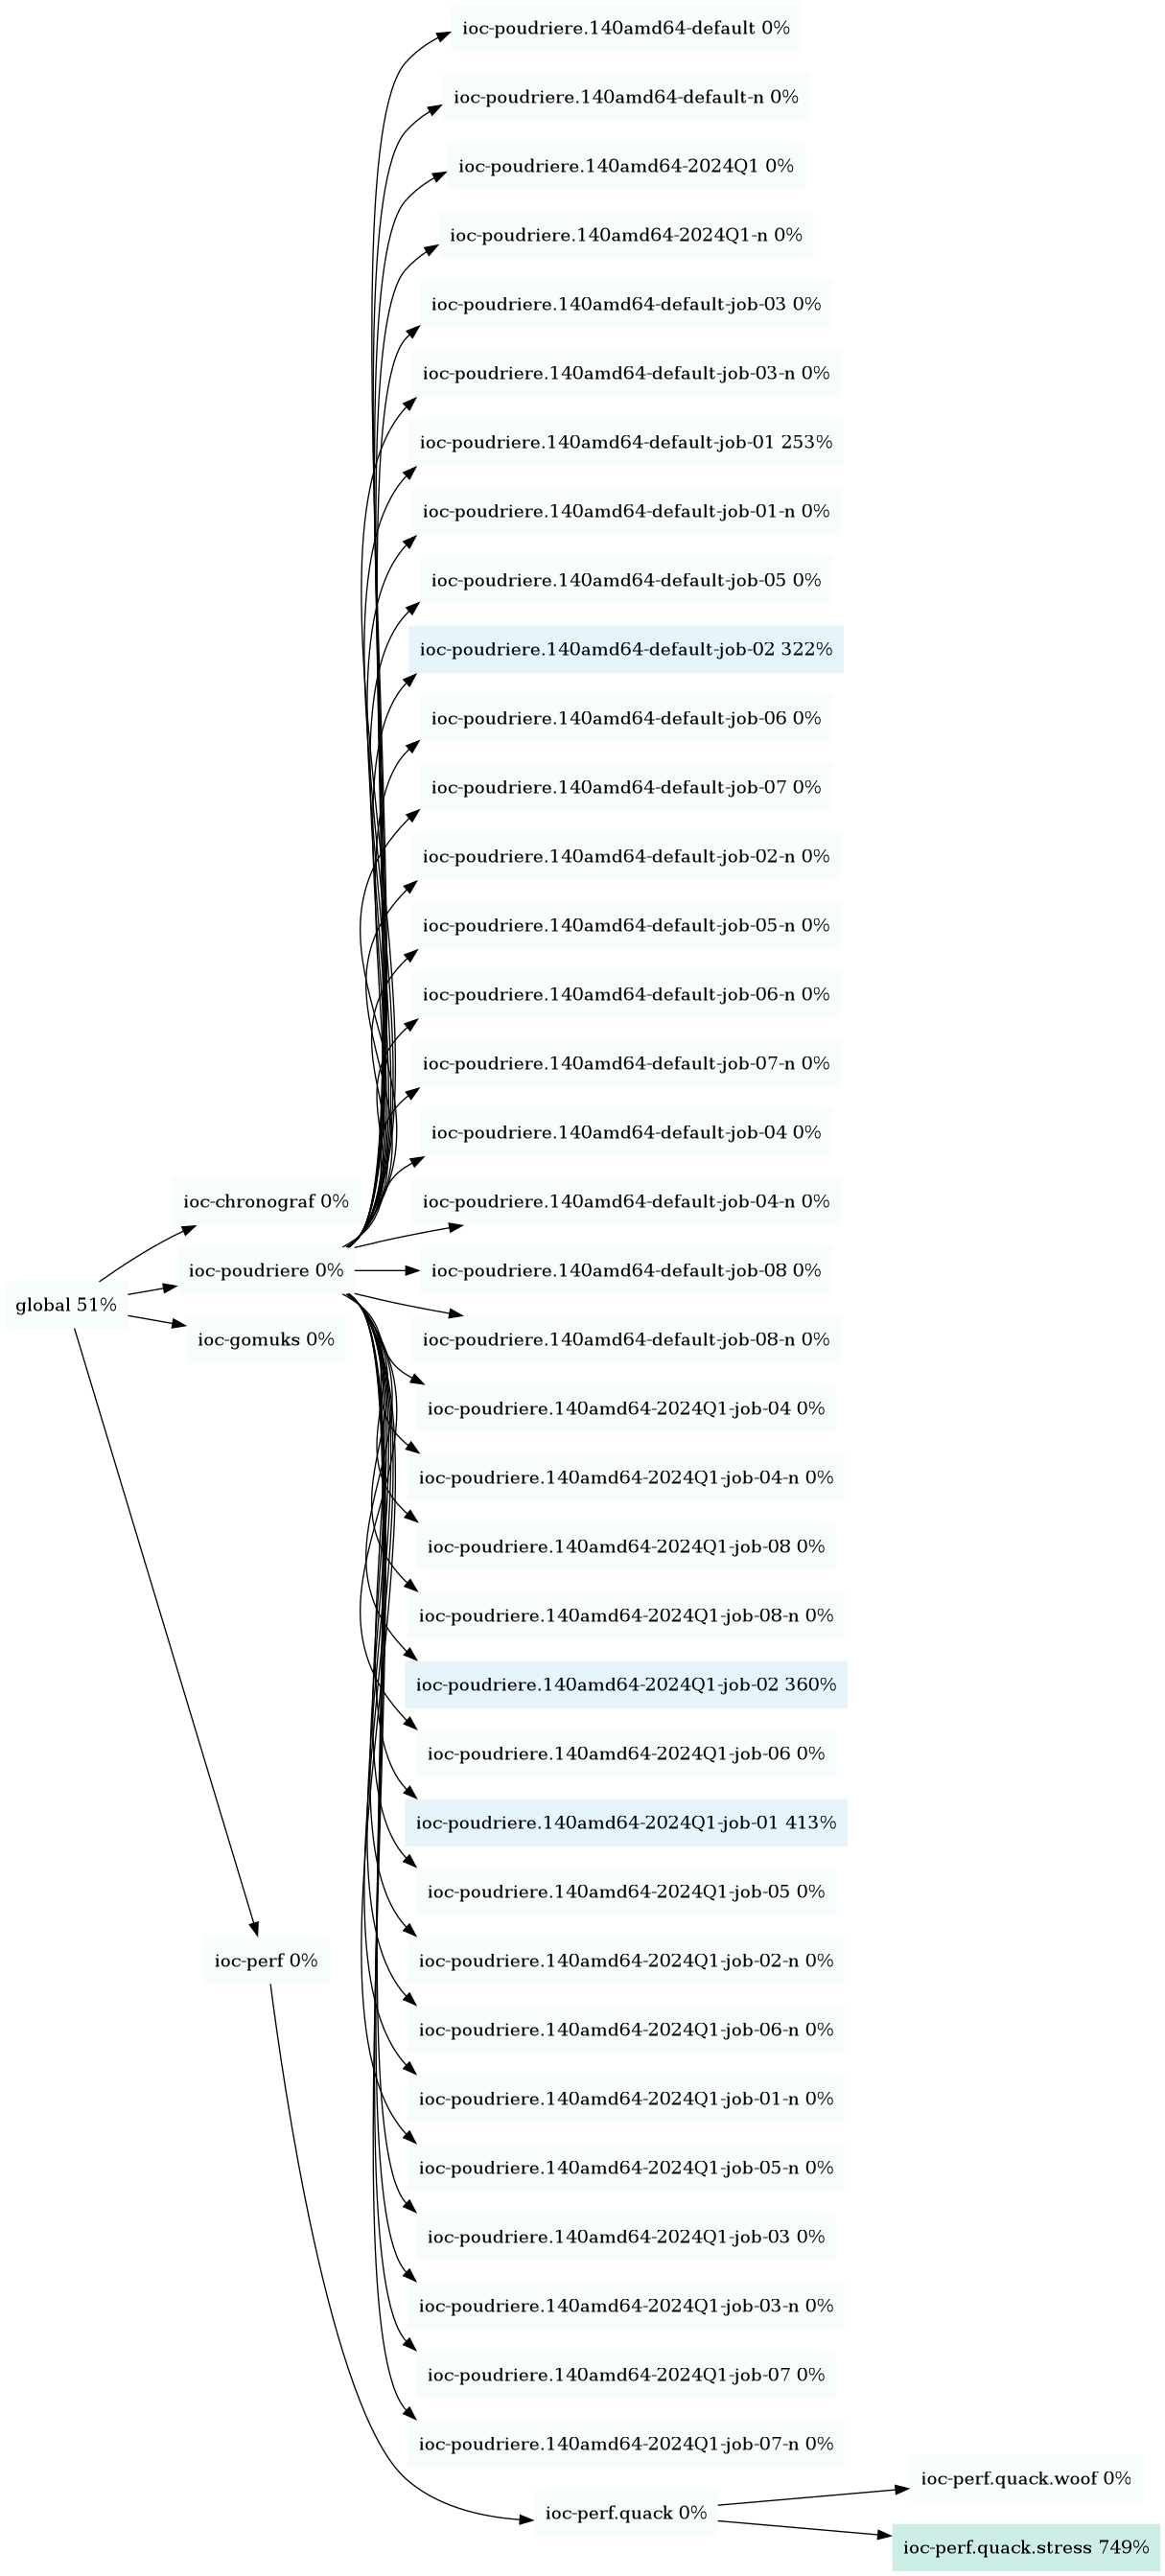 ioc-poudriere.140amd64-default 0%
ioc-poudriere.140amd64-default-n 0%
ioc-poudriere.140amd64-2024Q1 0%
ioc-poudriere.140amd64-2024Q1-n 0%
ioc-poudriere.140amd64-default-job-03 0%
ioc-poudriere.140amd64-default-job-03-n 0%
ioc-poudriere.140amd64-default-job-01 253%
ioc-poudriere.140amd64-default-job-01-n 0%
ioc-poudriere.140amd64-default-job-05 0%
ioc-poudriere.140amd64-default-job-02 322%
ioc-poudriere.140amd64-default-job-06 0%
ioc-poudriere.140amd64-default-job-07 0%
ioc-poudriere.140amd64-default-job-02-n 0%
ioc-poudriere.140amd64-default-job-05-n 0%
ioc-poudriere.140amd64-default-job-06-n 0%
ioc-poudriere.140amd64-default-job-07-n 0%
ioc-poudriere.140amd64-default-job-04 0%
ioc-chronograf 0%
ioc-poudriere.140amd64-default-job-04-n 0%
ioc-poudriere 0%
ioc-poudriere.140amd64-default-job-08 0%
global 51%
ioc-gomuks 0%
ioc-poudriere.140amd64-default-job-08-n 0%
ioc-poudriere.140amd64-2024Q1-job-04 0%
ioc-poudriere.140amd64-2024Q1-job-04-n 0%
ioc-poudriere.140amd64-2024Q1-job-08 0%
ioc-poudriere.140amd64-2024Q1-job-08-n 0%
ioc-poudriere.140amd64-2024Q1-job-02 360%
ioc-poudriere.140amd64-2024Q1-job-06 0%
ioc-poudriere.140amd64-2024Q1-job-01 413%
ioc-poudriere.140amd64-2024Q1-job-05 0%
ioc-perf 0%
ioc-poudriere.140amd64-2024Q1-job-02-n 0%
ioc-poudriere.140amd64-2024Q1-job-06-n 0%
ioc-poudriere.140amd64-2024Q1-job-01-n 0%
ioc-poudriere.140amd64-2024Q1-job-05-n 0%
ioc-poudriere.140amd64-2024Q1-job-03 0%
ioc-poudriere.140amd64-2024Q1-job-03-n 0%
ioc-poudriere.140amd64-2024Q1-job-07 0%
ioc-poudriere.140amd64-2024Q1-job-07-n 0%
ioc-perf.quack.woof 0%
ioc-perf.quack 0%
ioc-perf.quack.stress 749%